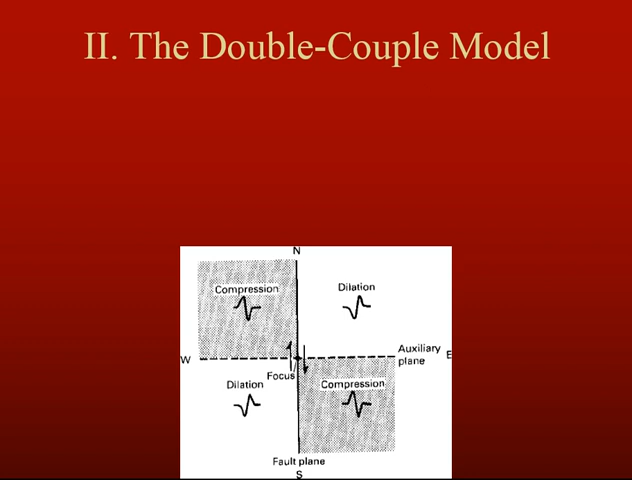 II. The Double-Couple Model
N
Compression
Dilation
W
Auxiliary
plane
E
Focus
Dilation
Compression
Fault plane
S